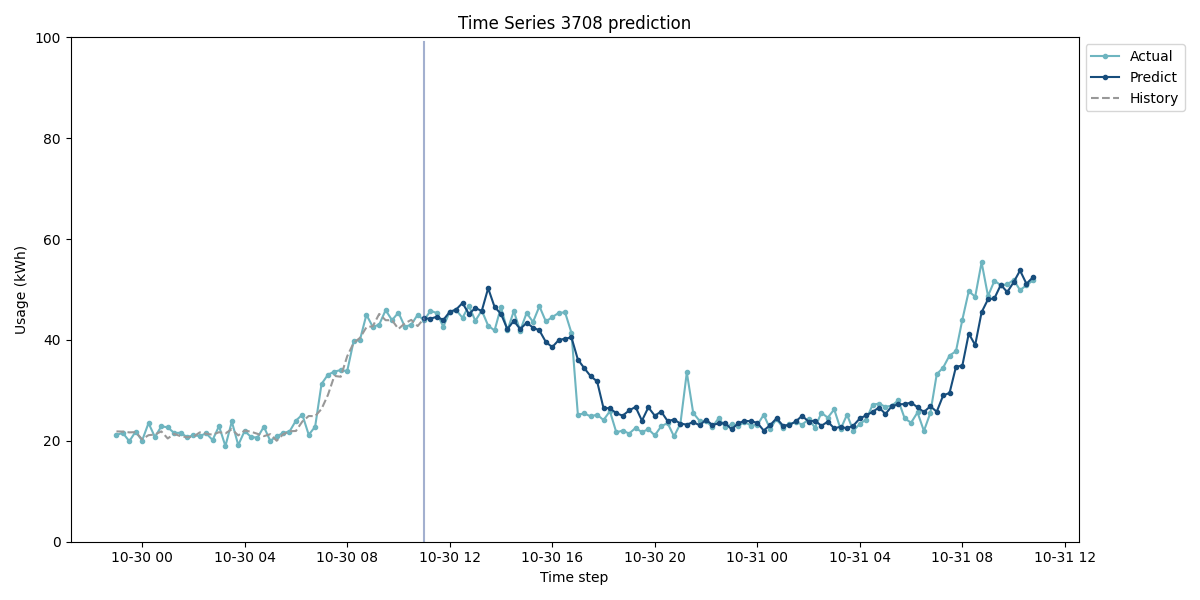 Time Series 3708 prediction
100
80
60
40
20
0
Usage (kWh)
10-30 00
10-30 04
10-30 08
10-30 12
10-30 16
10-30 20
10-31 00
10-31 04
10-31 08
10-31 12
Time step
Actual
Predict
History